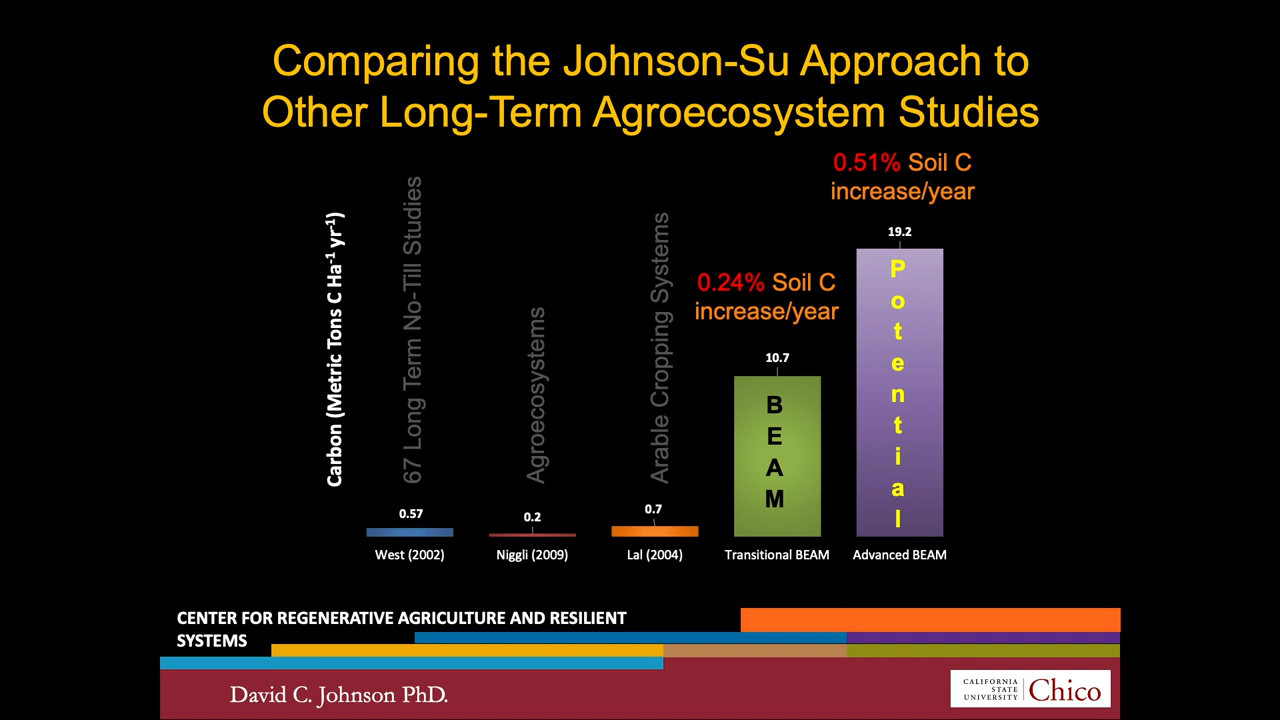 Comparing the Johnson-Su Approach to
Other Long-Term Agroecosystem Studies
Carbon (Metric Tons C Ha⁻¹ yr⁻¹)
67 Long Term No-Till Studies
Agroecosystems
Arable Cropping Systems
0.24% Soil C
increase/year
0.51% Soil C
increase/year
0.57
0.2
0.7
10.7
19.2
BEAM
Potential
West (2002)
Niggli (2009)
Lal (2004)
Transitional BEAM
Advanced BEAM
CENTER FOR REGENERATIVE AGRICULTURE AND RESILIENT
SYSTEMS
David C. Johnson PhD.
CALIFORNIA
STATE
UNIVERSITY
Chico